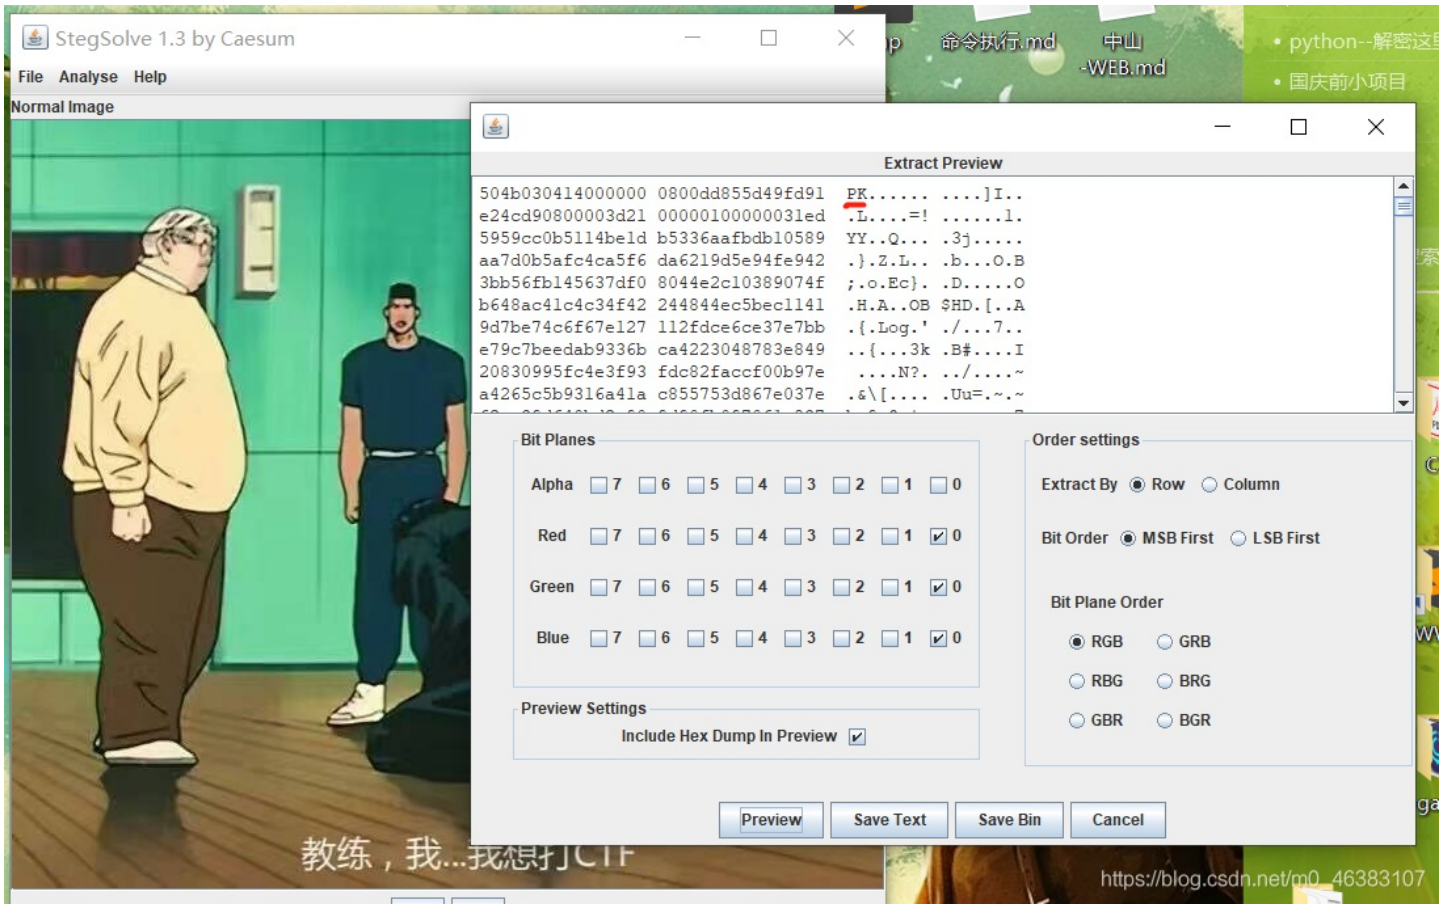 StegSolve 1.3 by Caesum
File Analyse Help
Normal Image
命令执行.md
中山
-WEB.md
• python--解密这里
• 国庆前小项目
Extract Preview
504b030414000000 0800dd855d49fd91 PK...... ....]I..
e24cd90800003d21 00000100000031ed .L....=! ......1.
5959cc0b5114be1d b5336aafbdb10589 YY..Q... .3j.....
aa7d0b5afc4ca5f6 da6219d5e94fe942 .}.Z.L.. .b...O.B
3bb56fb145637df0 8044e2c10389074f ;.o.Ec}. .D.....O
b648ac41c4c34f42 244844ec5bec1141 .H.A..OB $HD.[..A
9d7be74c6f67e127 112fdce6ce37e7bb .{.Log.' ./...7..
e79c7beedab9336b ca4223048783e849 ..{...3k .B#....I
20830995fc4e3f93 fdc82faccf00b97e ....N?. ../....~
a4265c5b9316a41a c855753d867e037e .&\[.... .Uu=.~.~
Bit Planes
Alpha 7 6 5 4 3 2 1 0
Red 7 6 5 4 3 2 1 0
Green 7 6 5 4 3 2 1 0
Blue 7 6 5 4 3 2 1 0
Preview Settings
Include Hex Dump In Preview
Order settings
Extract By Row Column
Bit Order MSB First LSB First
Bit Plane Order
RGB GRB
RBG BRG
GBR BGR
Preview Save Text Save Bin Cancel
教练，我...我想打CTF
https://blog.csdn.net/m0_46383107